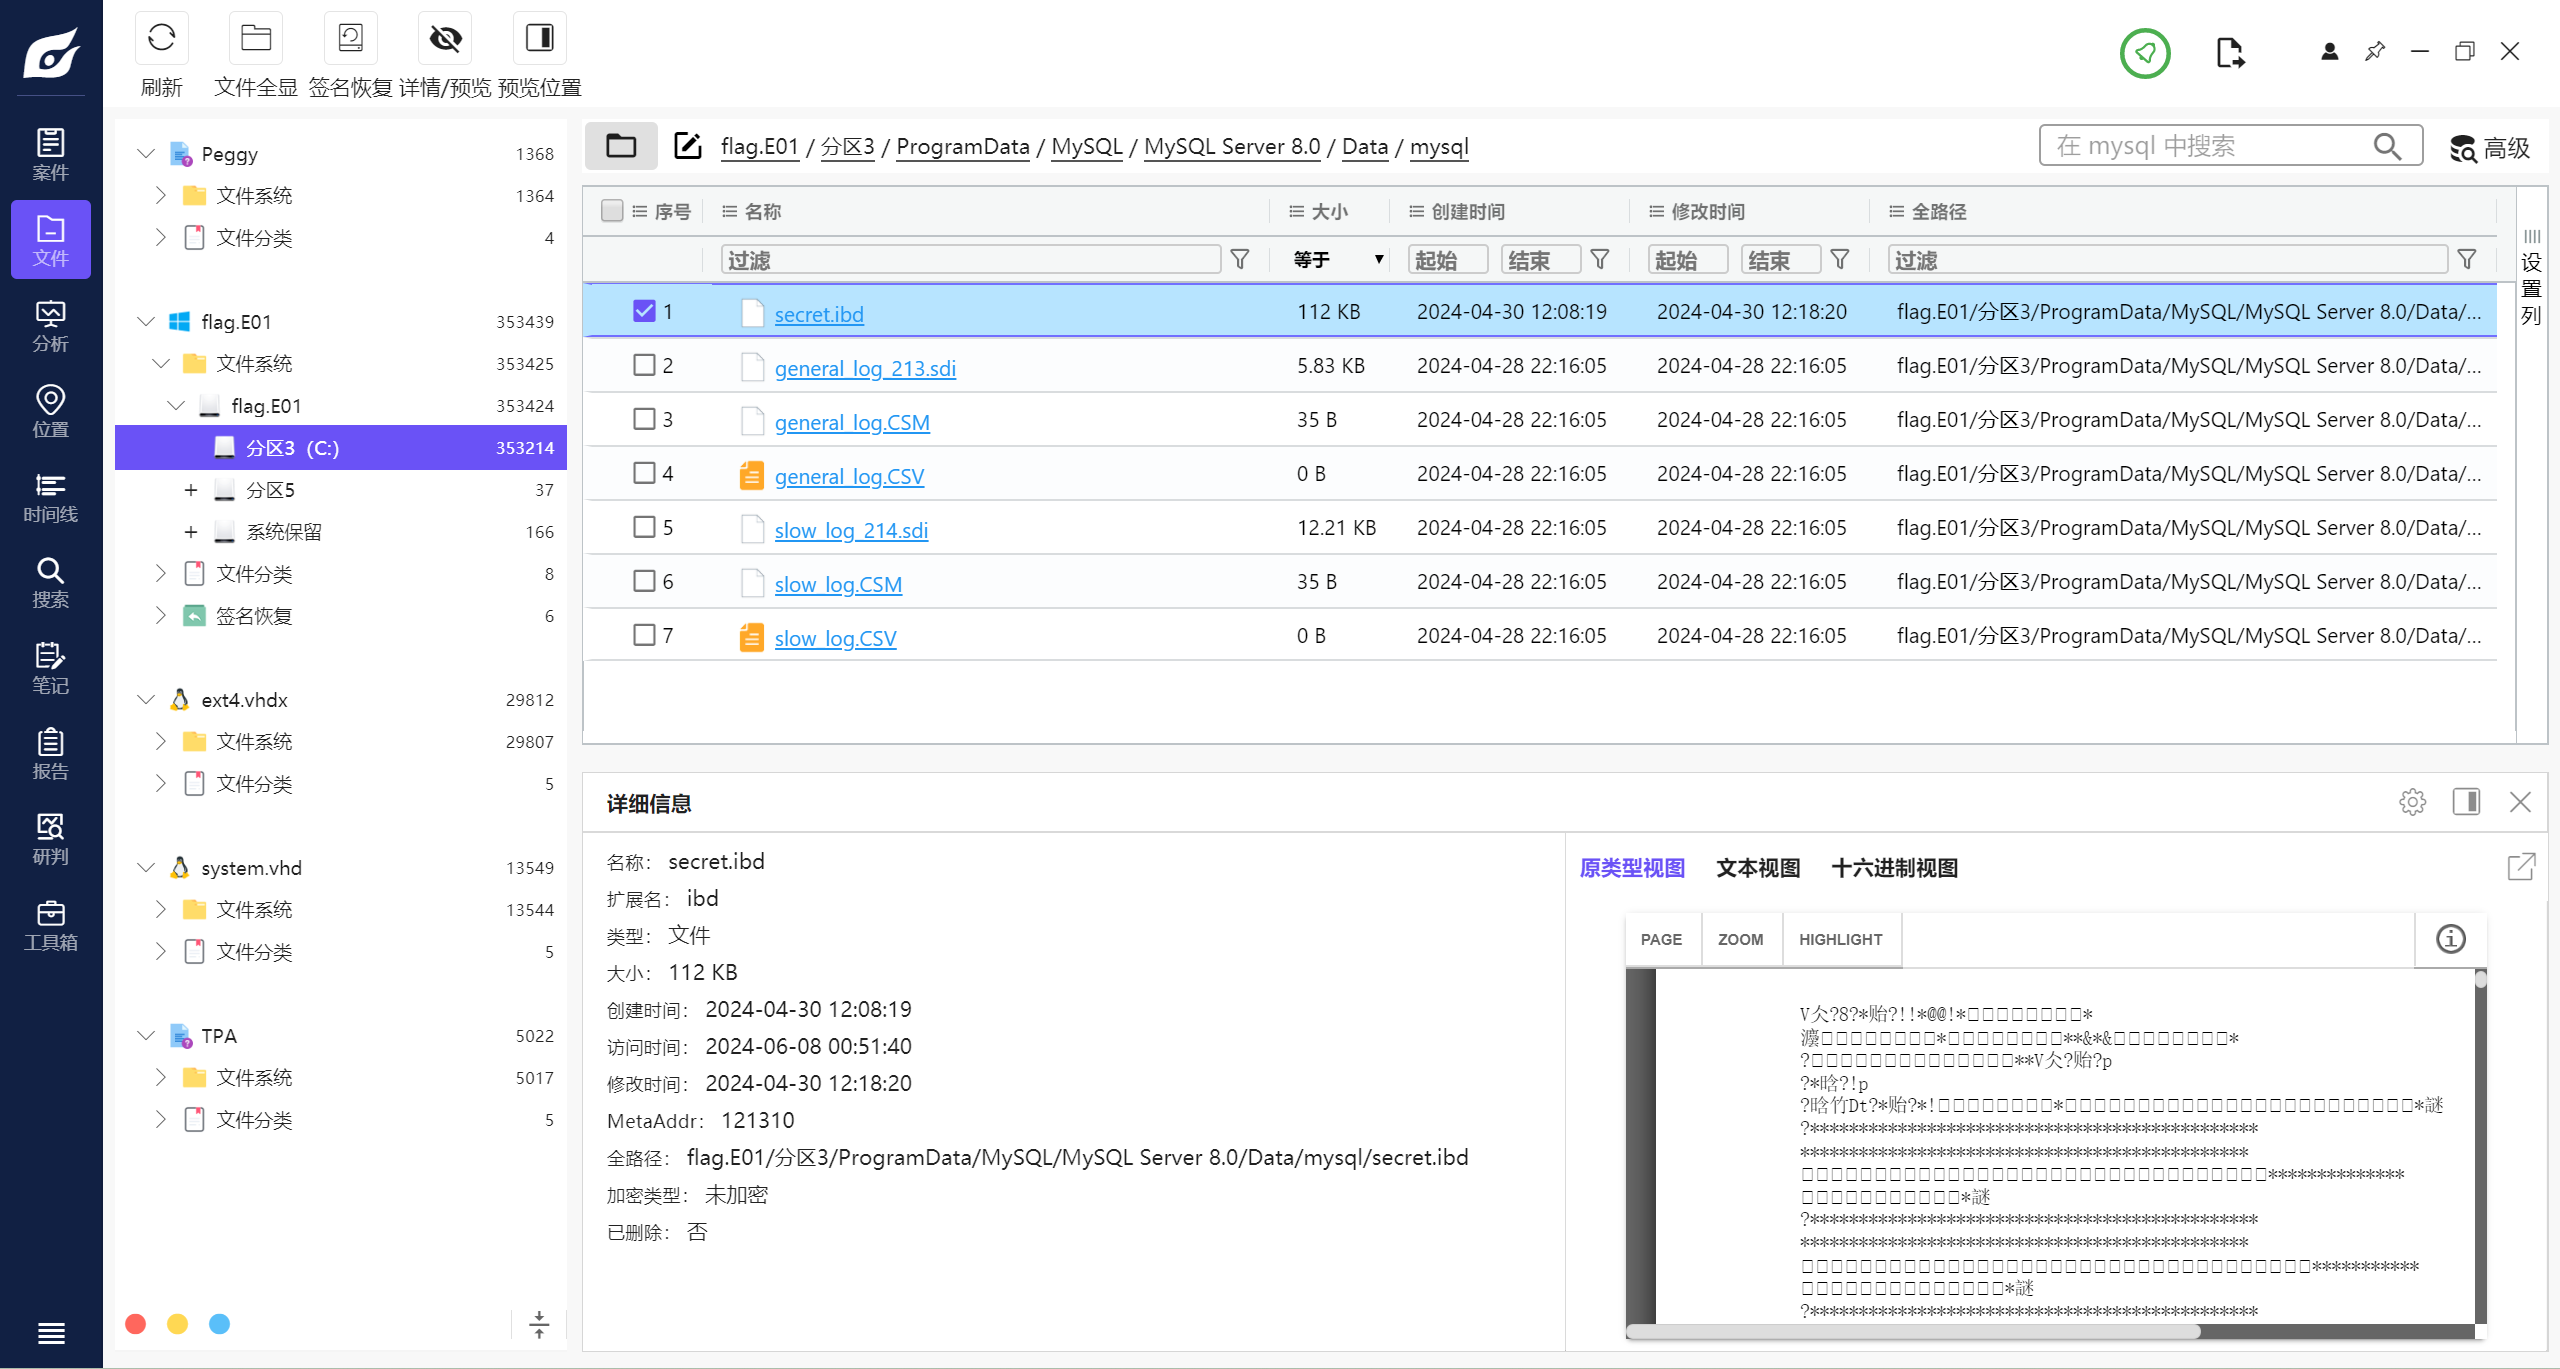 刷新 文件全显 签名恢复 详情/预览 预览位置
案件
文件
分析
位置
时间线
搜索
笔记
报告
研判
工具箱
Peggy 1368
文件系统 1364
文件分类 4
flag.E01 353439
文件系统 353425
flag.E01 353424
分区3 (C:) 353214
分区5 37
系统保留 166
文件分类 8
签名恢复 6
ext4.vhdx 29812
文件系统 29807
文件分类 5
system.vhd 13549
文件系统 13544
文件分类 5
TPA 5022
文件系统 5017
文件分类 5
flag.E01 / 分区3 / ProgramData / MySQL / MySQL Server 8.0 / Data / mysql
在 mysql 中搜索
高级
序号 名称 大小 创建时间 修改时间 全路径
过滤 等于 起始 结束 起始 结束 过滤
设置列
1 secret.ibd 112 KB 2024-04-30 12:08:19 2024-04-30 12:18:20 flag.E01/分区3/ProgramData/MySQL/MySQL Server 8.0/Data/...
2 general_log_213.sdi 5.83 KB 2024-04-28 22:16:05 2024-04-28 22:16:05 flag.E01/分区3/ProgramData/MySQL/MySQL Server 8.0/Data/...
3 general_log.CSM 35 B 2024-04-28 22:16:05 2024-04-28 22:16:05 flag.E01/分区3/ProgramData/MySQL/MySQL Server 8.0/Data/...
4 general_log.CSV 0 B 2024-04-28 22:16:05 2024-04-28 22:16:05 flag.E01/分区3/ProgramData/MySQL/MySQL Server 8.0/Data/...
5 slow_log_214.sdi 12.21 KB 2024-04-28 22:16:05 2024-04-28 22:16:05 flag.E01/分区3/ProgramData/MySQL/MySQL Server 8.0/Data/...
6 slow_log.CSM 35 B 2024-04-28 22:16:05 2024-04-28 22:16:05 flag.E01/分区3/ProgramData/MySQL/MySQL Server 8.0/Data/...
7 slow_log.CSV 0 B 2024-04-28 22:16:05 2024-04-28 22:16:05 flag.E01/分区3/ProgramData/MySQL/MySQL Server 8.0/Data/...
详细信息
名称： secret.ibd
扩展名： ibd
类型： 文件
大小： 112 KB
创建时间： 2024-04-30 12:08:19
访问时间： 2024-06-08 00:51:40
修改时间： 2024-04-30 12:18:20
MetaAddr： 121310
全路径： flag.E01/分区3/ProgramData/MySQL/MySQL Server 8.0/Data/mysql/secret.ibd
加密类型： 未加密
已删除： 否
原类型视图 文本视图 十六进制视图
PAGE ZOOM HIGHLIGHT